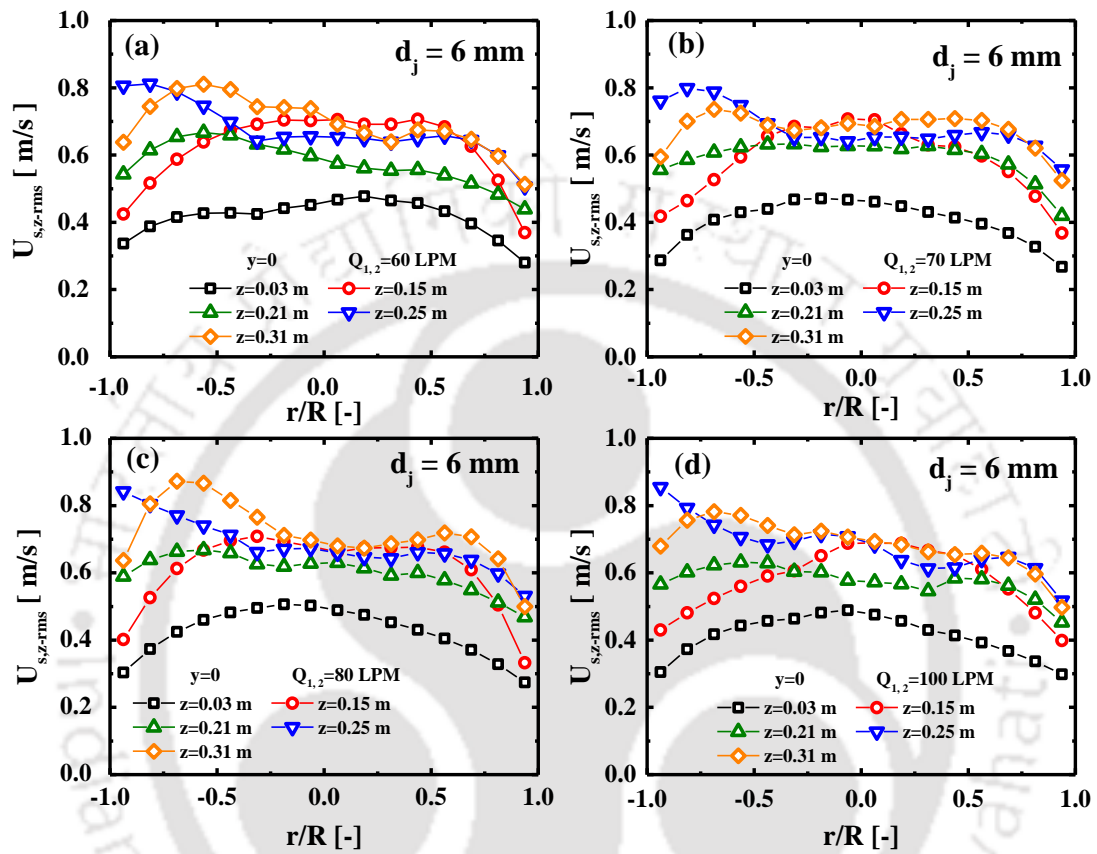 (a) d_j = 6 mm
U_s,z-rms [ m/s ]
1.0
0.8
0.6
0.4
0.2
0.0
y=0 Q_1,2=60 LPM
z=0.03 m z=0.15 m
z=0.21 m z=0.25 m
z=0.31 m
-1.0 -0.5 0.0 0.5 1.0
r/R [-]
(b) d_j = 6 mm
U_s,z-rms [ m/s ]
1.0
0.8
0.6
0.4
0.2
0.0
y=0 Q_1,2=70 LPM
z=0.03 m z=0.15 m
z=0.21 m z=0.25 m
z=0.31 m
-1.0 -0.5 0.0 0.5 1.0
r/R [-]
(c) d_j = 6 mm
U_s,z-rms [ m/s ]
1.0
0.8
0.6
0.4
0.2
0.0
y=0 Q_1,2=80 LPM
z=0.03 m z=0.15 m
z=0.21 m z=0.25 m
z=0.31 m
-1.0 -0.5 0.0 0.5 1.0
r/R [-]
(d) d_j = 6 mm
U_s,z-rms [ m/s ]
1.0
0.8
0.6
0.4
0.2
0.0
y=0 Q_1,2=100 LPM
z=0.03 m z=0.15 m
z=0.21 m z=0.25 m
z=0.31 m
-1.0 -0.5 0.0 0.5 1.0
r/R [-]